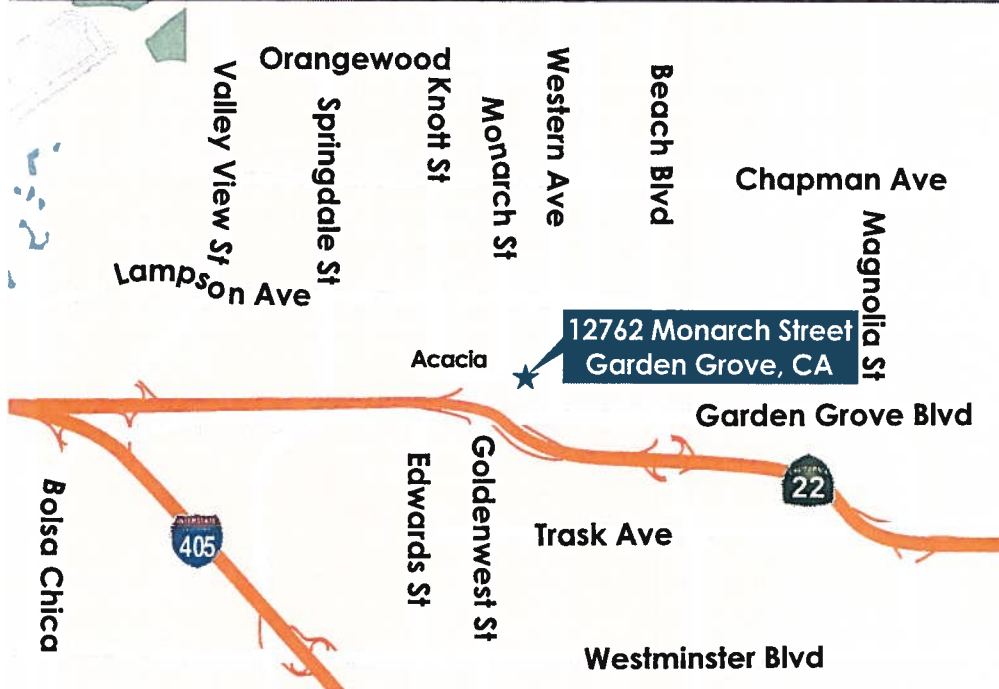 Orangewood
Valley View St
Springdale St
Knott St
Monarch St
Western Ave
Beach Blvd
Chapman Ave
Magnolia St
Lampson Ave
12762 Monarch Street
Garden Grove, CA
Acacia
Garden Grove Blvd
Bolsa Chica
INTERSTATE
405
Edwards St
Goldenwest St
CALIFORNIA
22
Trask Ave
Westminster Blvd